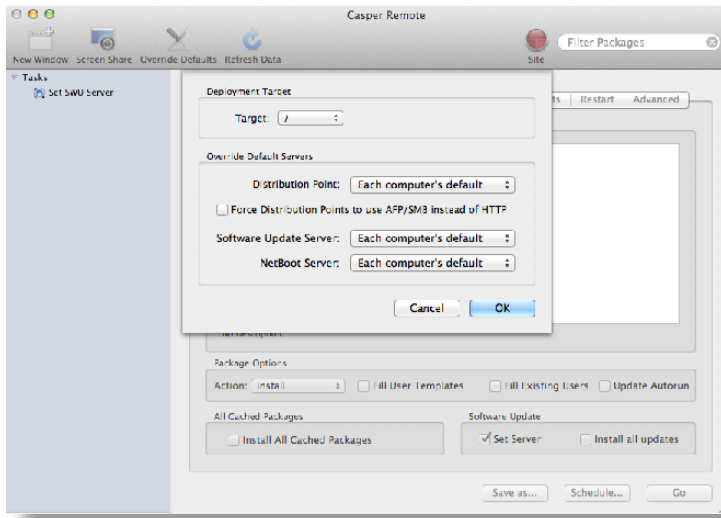 Casper Remote
New Window Screen Share Override Defaults Refresh Data Site Filter Packages
Tasks
Set SWU Server
Deployment Target
Target: /
ts Restart Advanced
Override Default Servers
Distribution Point: Each computer's default
Force Distribution Points to use AFP/SMB instead of HTTP
Software Update Server: Each computer's default
NetBoot Server: Each computer's default
Cancel OK
No Description.
Package Options
Action: Install Fill User Templates Fill Existing Users Update Autorun
All Cached Packages Software Update
Install All Cached Packages Set Server Install all updates
Save as... Schedule... Go